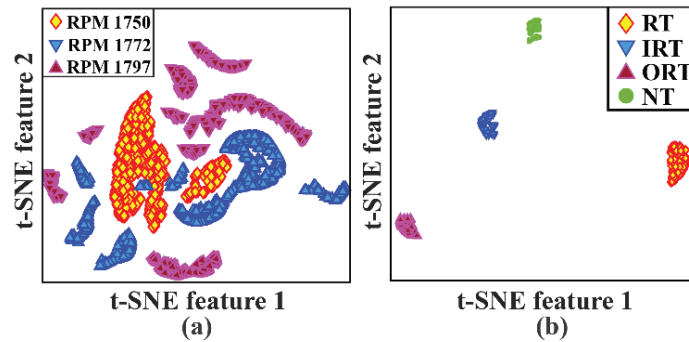 RPM 1750
RPM 1772
RPM 1797
t-SNE feature 2
t-SNE feature 1
(a)
RT
IRT
ORT
NT
t-SNE feature 2
t-SNE feature 1
(b)